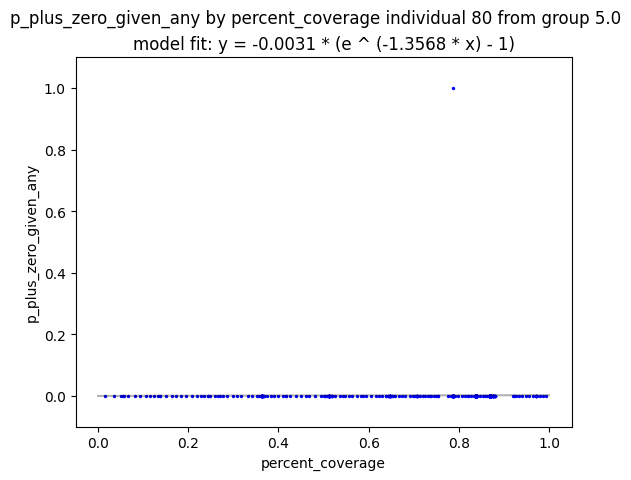 p_plus_zero_given_any by percent_coverage individual 80 from group 5.0
model fit: y = -0.0031 * (e ^ (-1.3568 * x) - 1)
1.0
0.8
0.6
0.4
0.2
0.0
p_plus_zero_given_any
0.0 0.2 0.4 0.6 0.8 1.0
percent_coverage